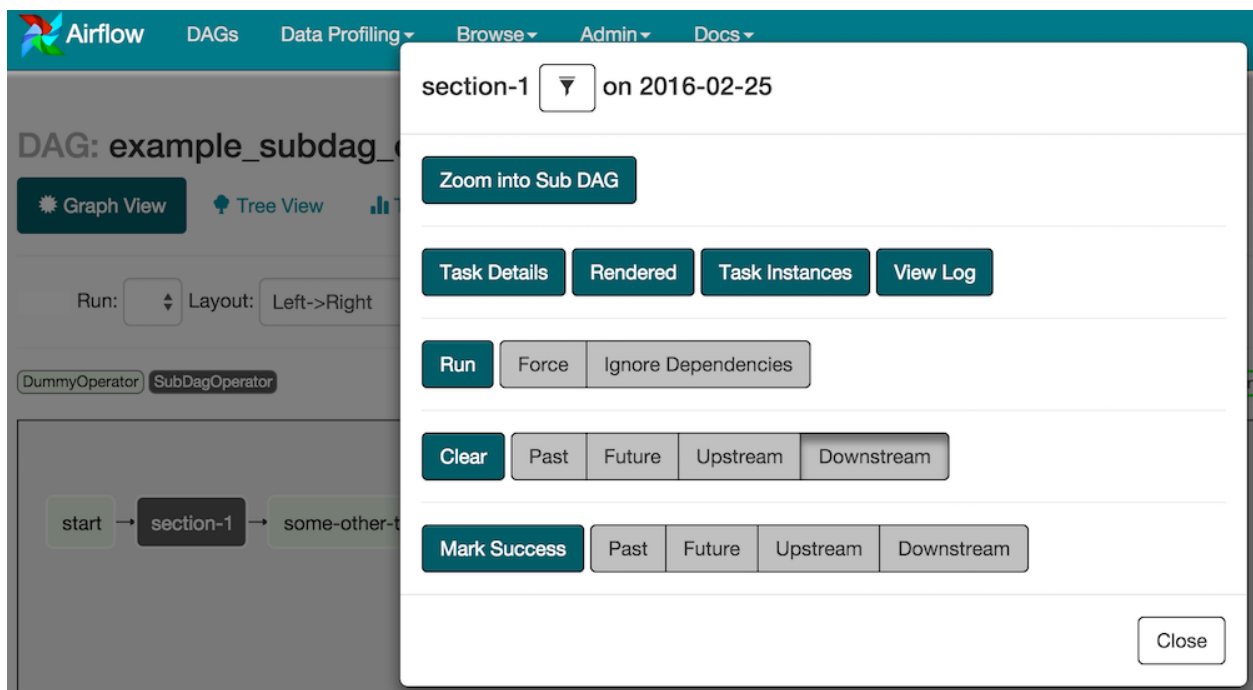 Airflow DAGs Data Profiling Browse Admin Docs
section-1 on 2016-02-25
DAG: example_subdag_
Zoom into Sub DAG
Graph View Tree View
Task Details Rendered Task Instances View Log
Run: Layout: Left->Right
Run Force Ignore Dependencies
DummyOperator SubDagOperator
Clear Past Future Upstream Downstream
start section-1 some-other-t
Mark Success Past Future Upstream Downstream
Close